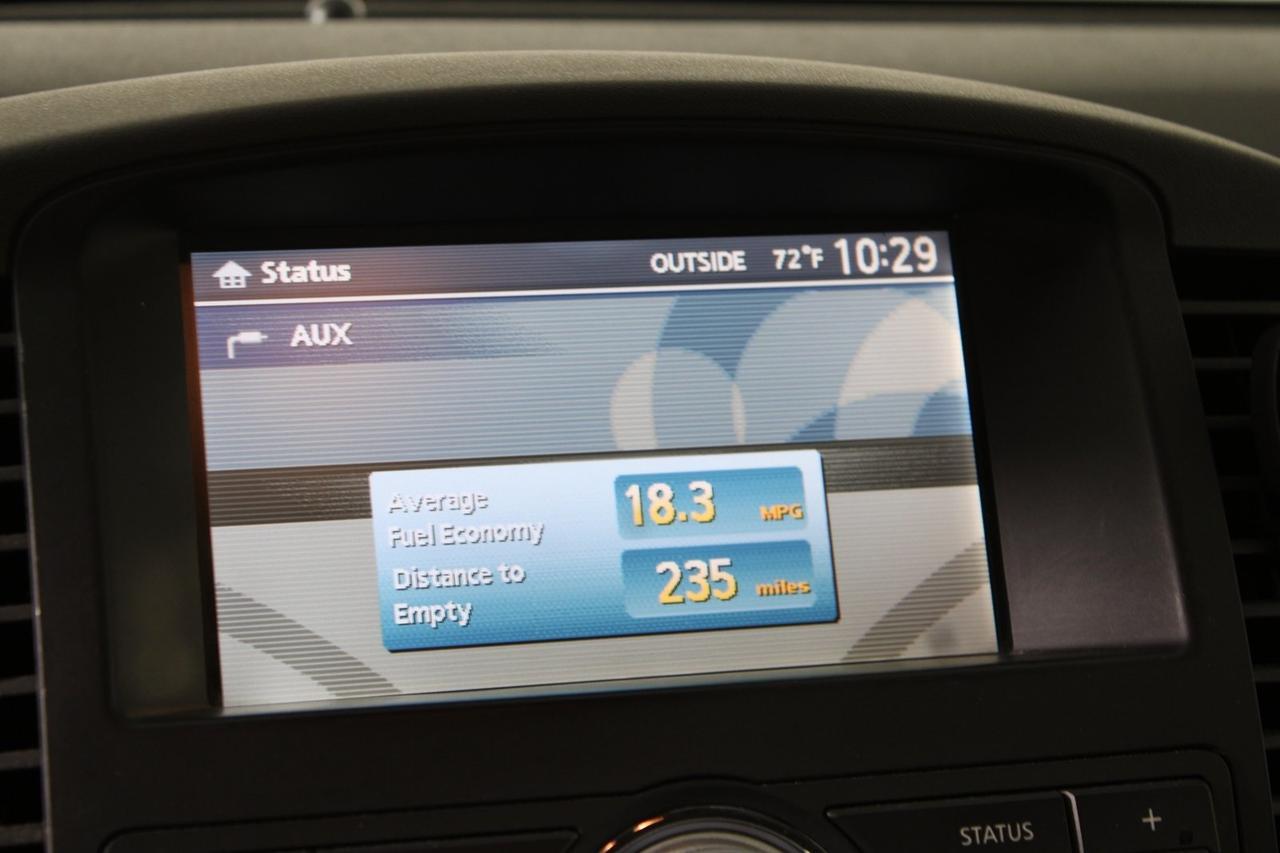 Status OUTSIDE 72°F 10:29
AUX
Average
Fuel Economy 18.3 MPG
Distance to
Empty 235 miles
STATUS +